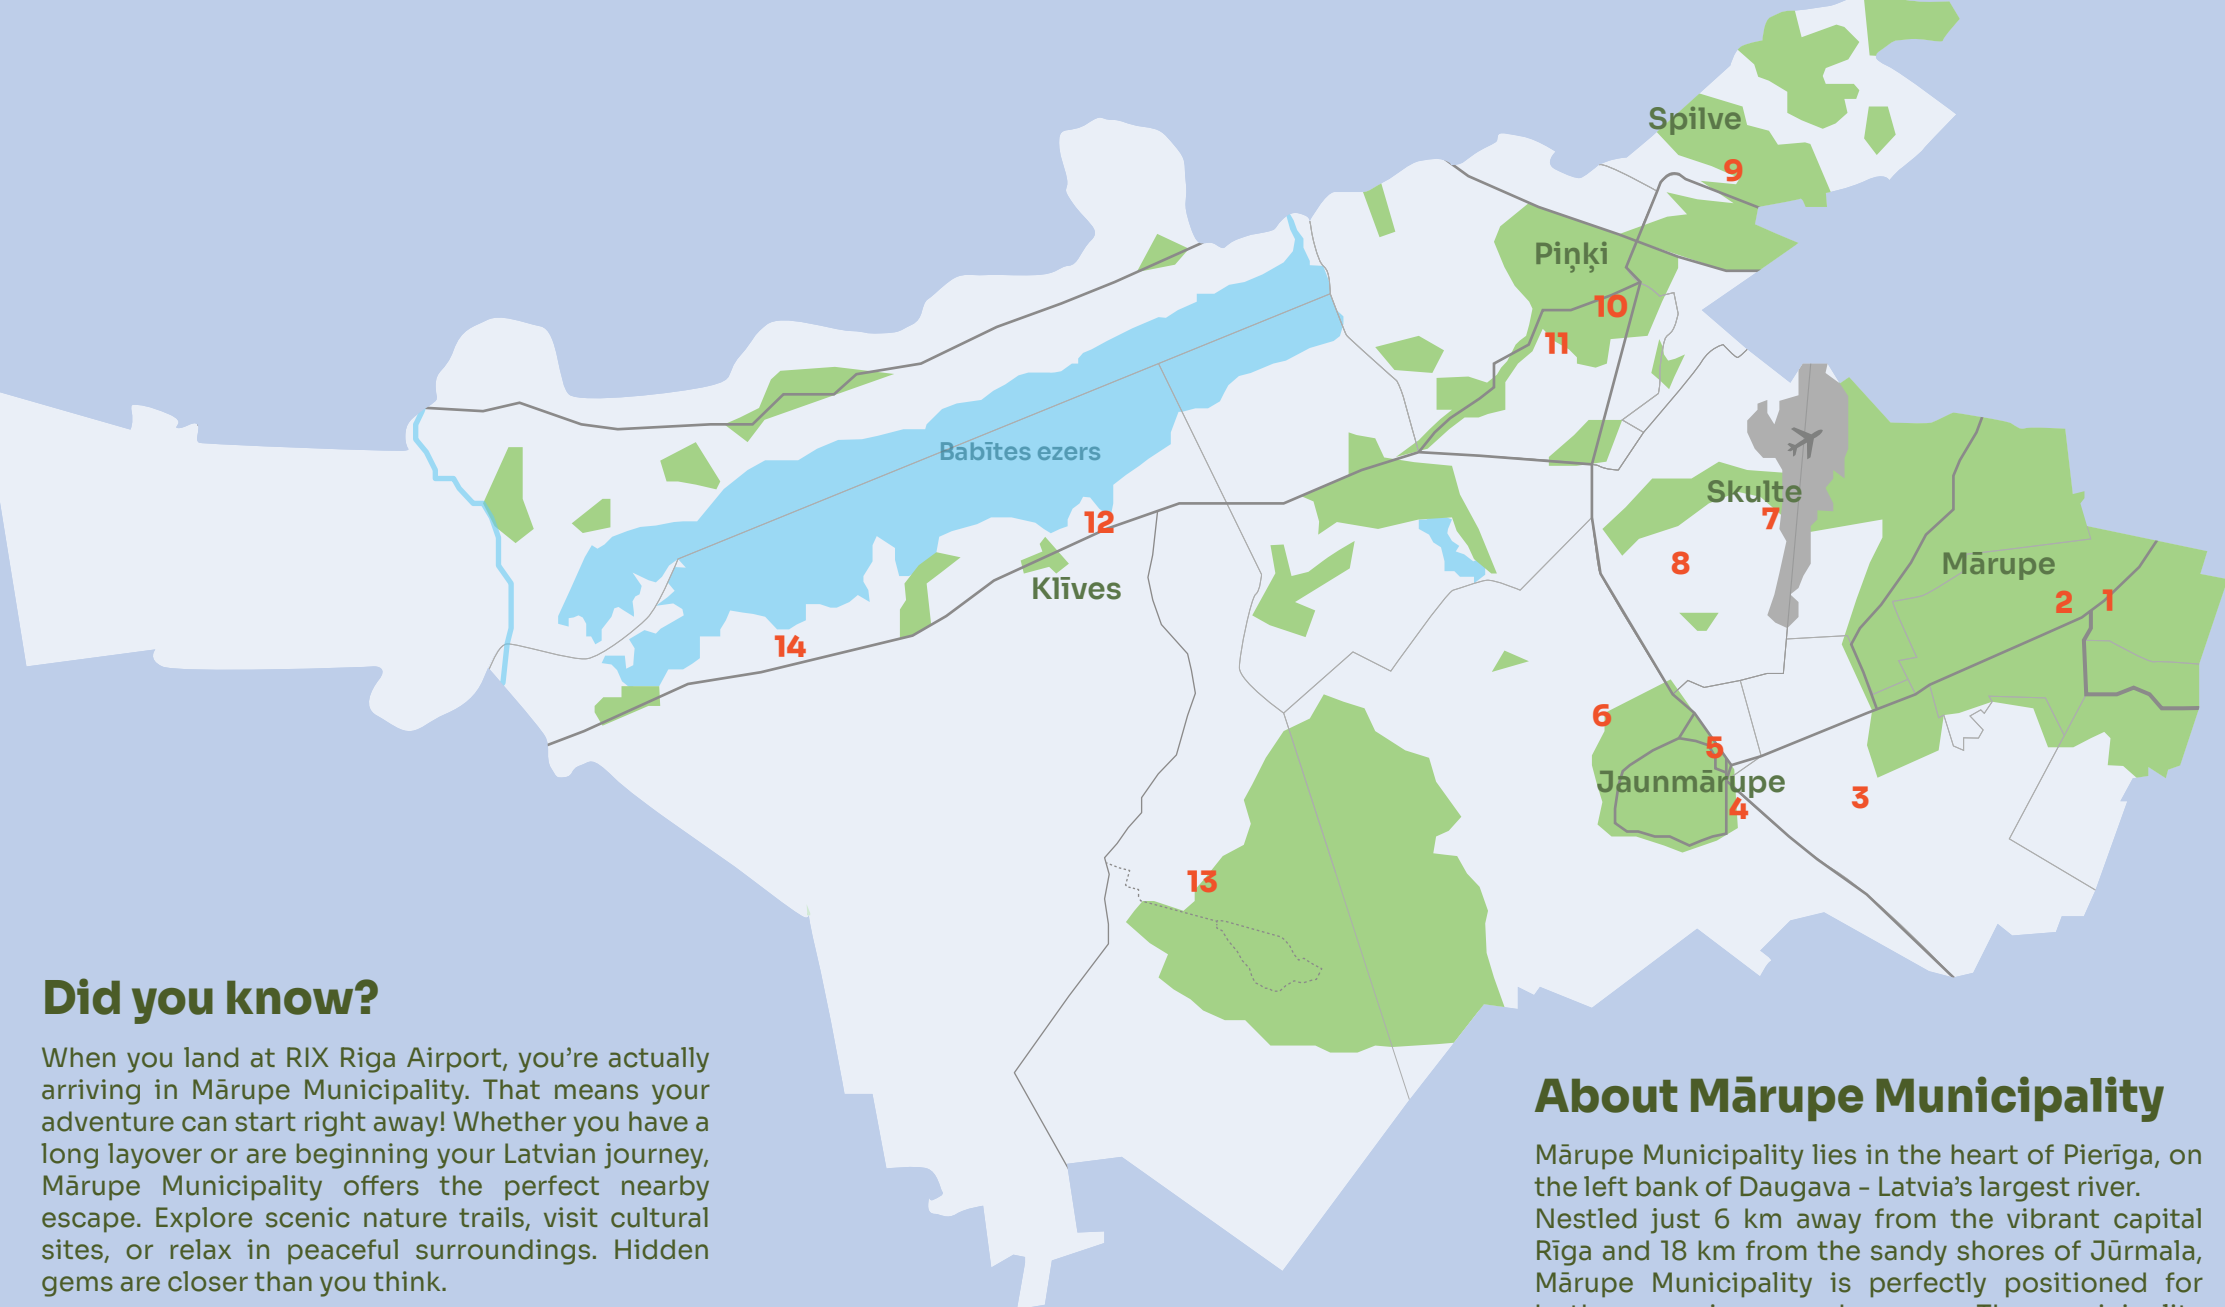 Spilve
9
Piņķi
10
11
Babītes ezers
12
Klīves
14
Skulte
7
8
Mārupe
2
1
6
5
Jaunmārupe
4
3
13
Did you know?
When you land at RIX Riga Airport, you’re actually
arriving in Mārupe Municipality. That means your
adventure can start right away! Whether you have a
long layover or are beginning your Latvian journey,
Mārupe Municipality offers the perfect nearby
escape. Explore scenic nature trails, visit cultural
sites, or relax in peaceful surroundings. Hidden
gems are closer than you think.
About Mārupe Municipality
Mārupe Municipality lies in the heart of Pierīga, on
the left bank of Daugava - Latvia’s largest river.
Nestled just 6 km away from the vibrant capital
Rīga and 18 km from the sandy shores of Jūrmala,
Mārupe Municipality is perfectly positioned for